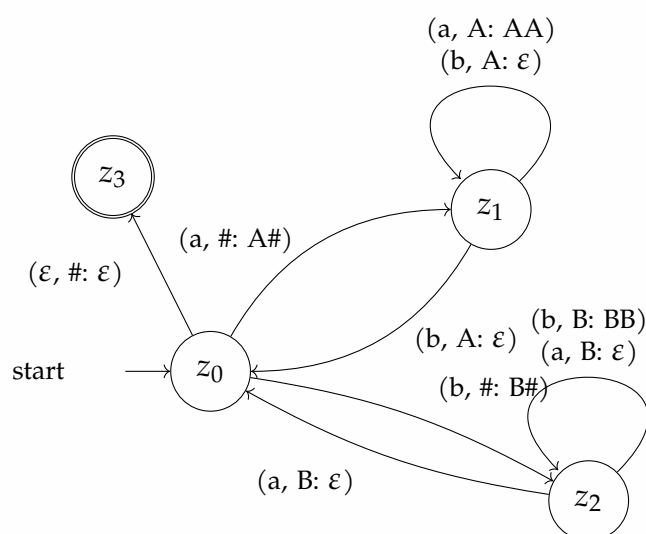 (a, A: AA)
(b, A: ε)
z₃
z₁
(a, #: A#)
(ε, #: ε)
(b, B: BB)
(b, A: ε)
(a, B: ε)
start
z₀
(b, #: B#)
(a, B: ε)
z₂